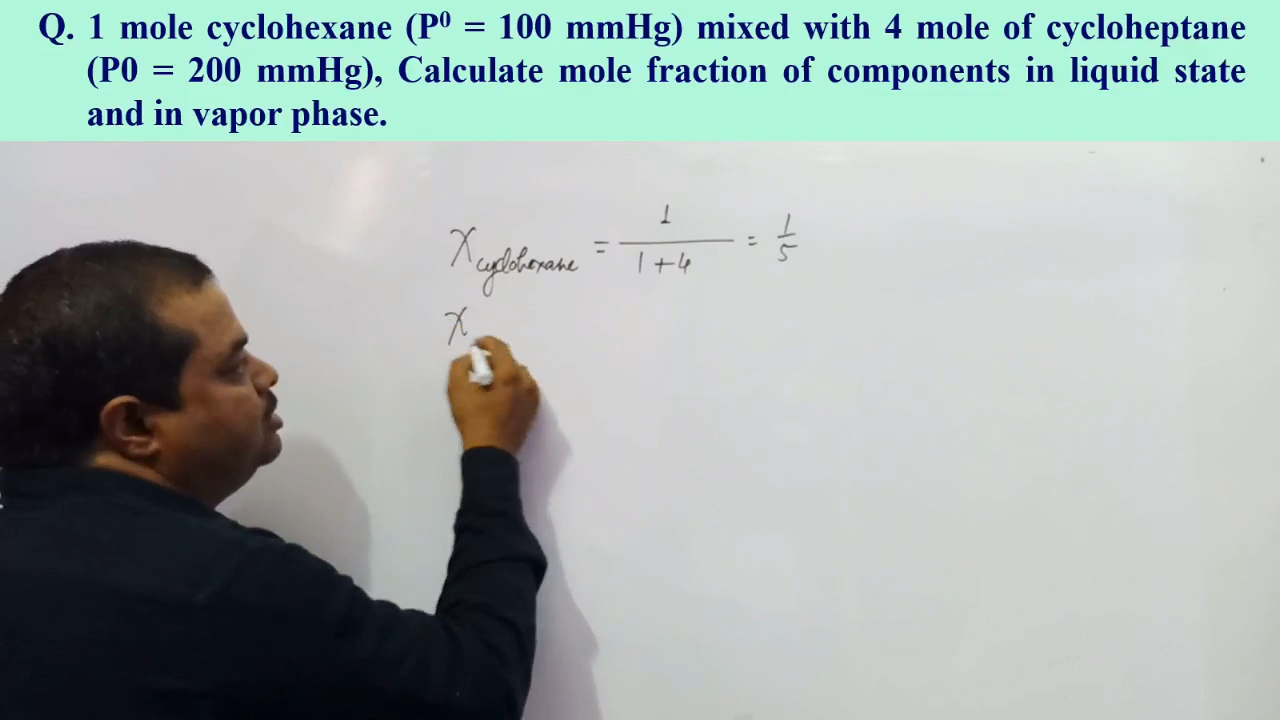 Q. 1 mole cyclohexane (P⁰ = 100 mmHg) mixed with 4 mole of cycloheptane
(P0 = 200 mmHg), Calculate mole fraction of components in liquid state
and in vapor phase.
X cyclohexane = 1 / 1+4 = 1/5
X